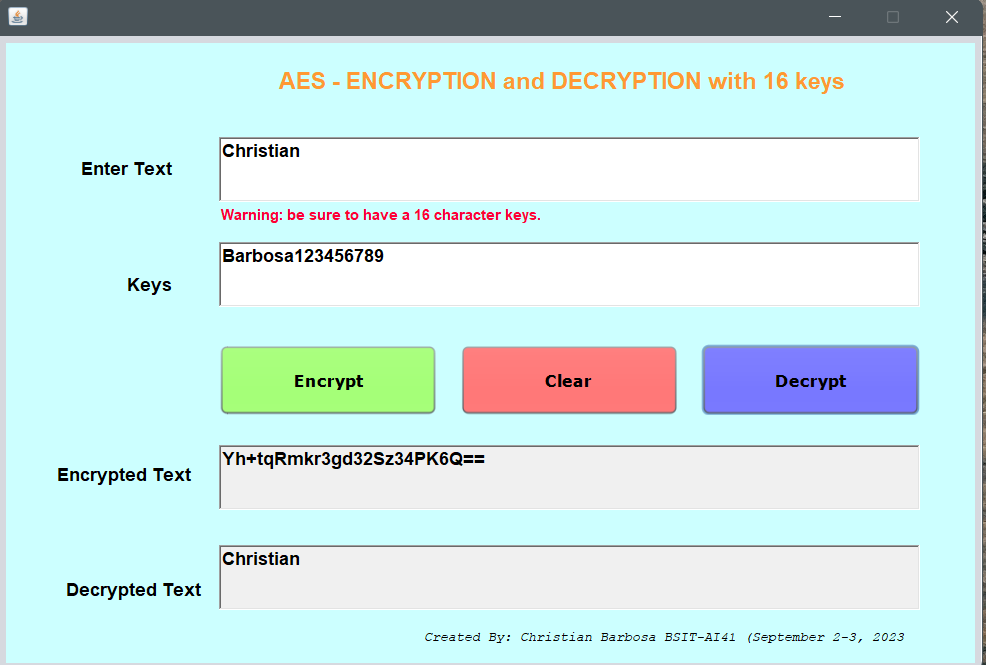 AES - ENCRYPTION and DECRYPTION with 16 keys
Enter Text
Christian
Warning: be sure to have a 16 character keys.
Keys
Barbosa123456789
Encrypt
Clear
Decrypt
Encrypted Text
Yh+tqRmkr3gd32Sz34PK6Q==
Decrypted Text
Christian
Created By: Christian Barbosa BSIT-AI41 (September 2-3, 2023